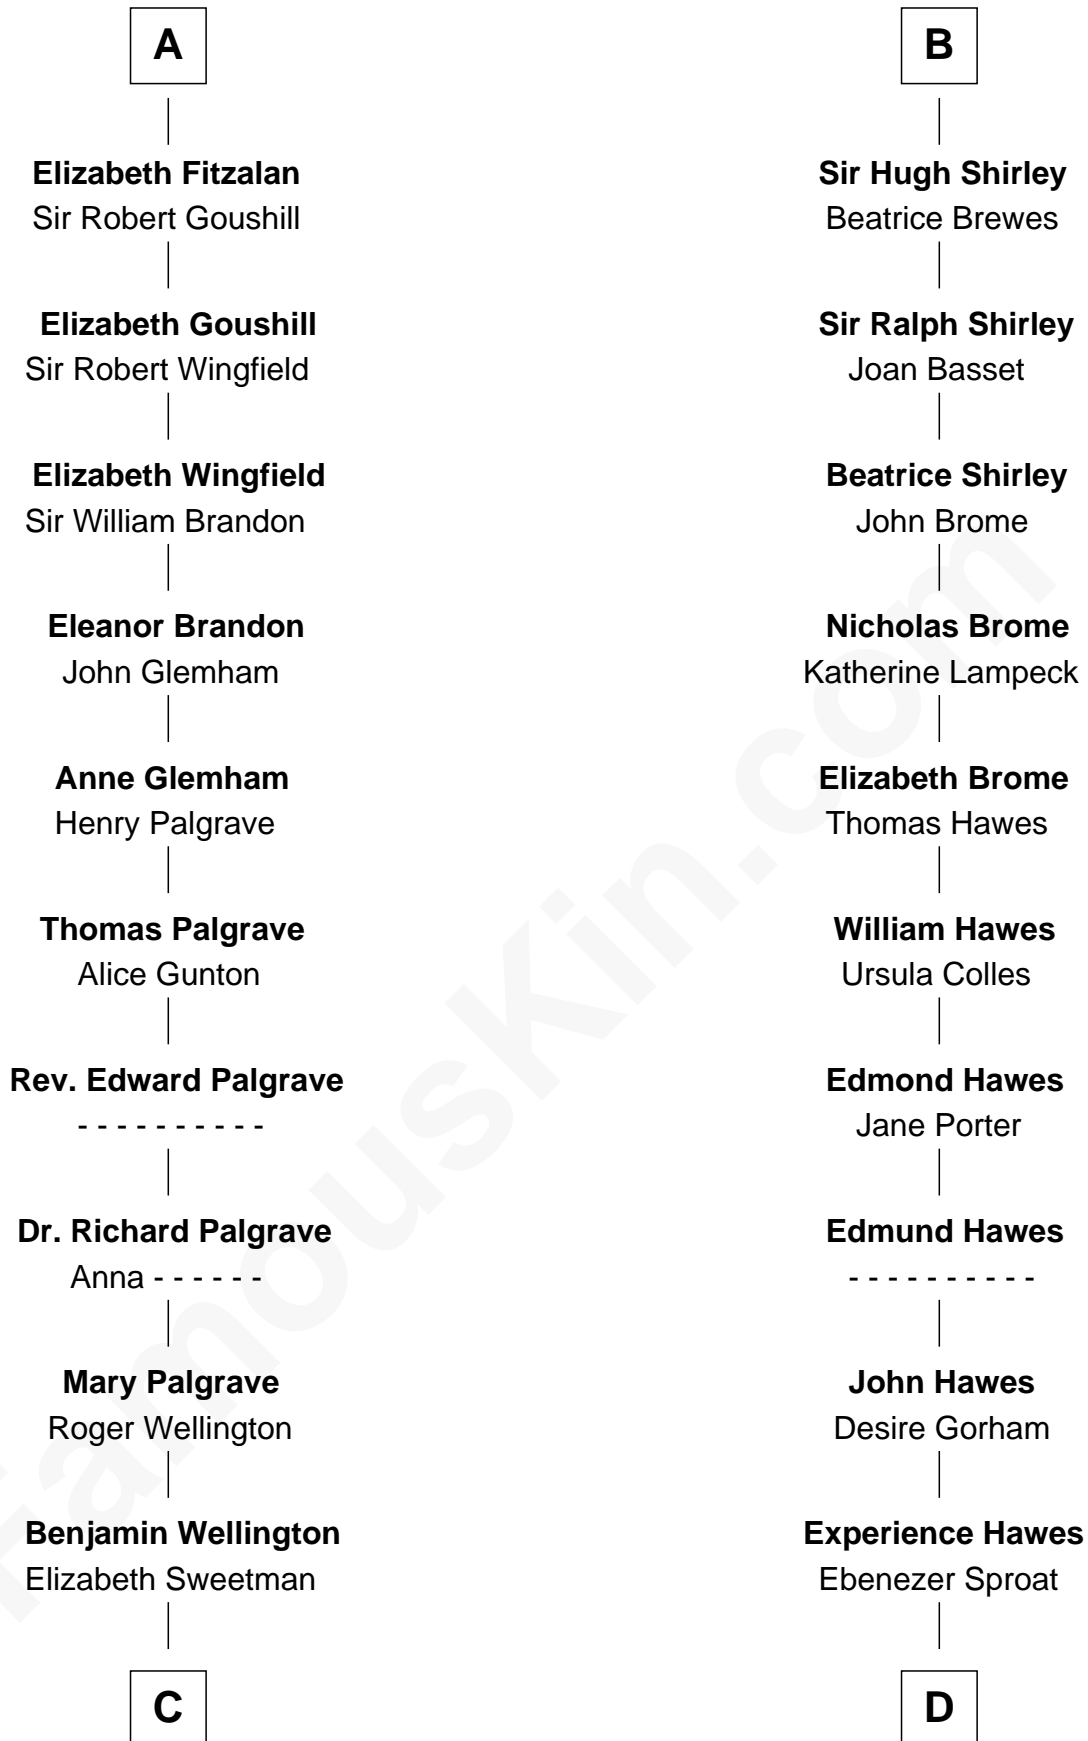 A
Elizabeth Fitzalan
Sir Robert Goushill
Elizabeth Goushill
Sir Robert Wingfield
Elizabeth Wingfield
Sir William Brandon
Eleanor Brandon
John Glemham
Anne Glemham
Henry Palgrave
Thomas Palgrave
Alice Gunton
Rev. Edward Palgrave
- - - - - - - - - -
Dr. Richard Palgrave
Anna - - - - - -
Mary Palgrave
Roger Wellington
Benjamin Wellington
Elizabeth Sweetman
C
B
Sir Hugh Shirley
Beatrice Brewes
Sir Ralph Shirley
Joan Basset
Beatrice Shirley
John Brome
Nicholas Brome
Katherine Lampeck
Elizabeth Brome
Thomas Hawes
William Hawes
Ursula Colles
Edmond Hawes
Jane Porter
Edmund Hawes
- - - - - - - - - -
John Hawes
Desire Gorham
Experience Hawes
Ebenezer Sproat
D
FamousKin.com